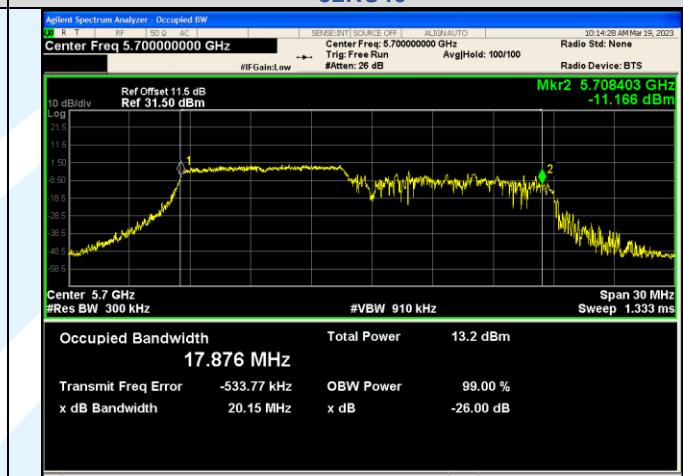 Agilent Spectrum Analyzer - Occupied BW
R T RF 50 Ω AC SENSE:INT SOURCE OFF ALIGNAUTO 10:14:28 AM Mar 19, 2023
Center Freq 5.700000000 GHz Center Freq: 5.700000000 GHz Radio Std: None
Trig: Free Run Avg|Hold: 100/100
#IFGain:Low #Atten: 26 dB Radio Device: BTS
Mkr2 5.708403 GHz
-11.166 dBm
Ref Offset 11.5 dB
10 dB/div Ref 31.50 dBm
Log
21.5
11.5
1.50
-8.50
-18.5
-28.5
-38.5
-48.5
-58.5
1
2
Center 5.7 GHz Span 30 MHz
#Res BW 300 kHz #VBW 910 kHz Sweep 1.333 ms
Occupied Bandwidth Total Power 13.2 dBm
17.876 MHz
Transmit Freq Error -533.77 kHz OBW Power 99.00 %
x dB Bandwidth 20.15 MHz x dB -26.00 dB